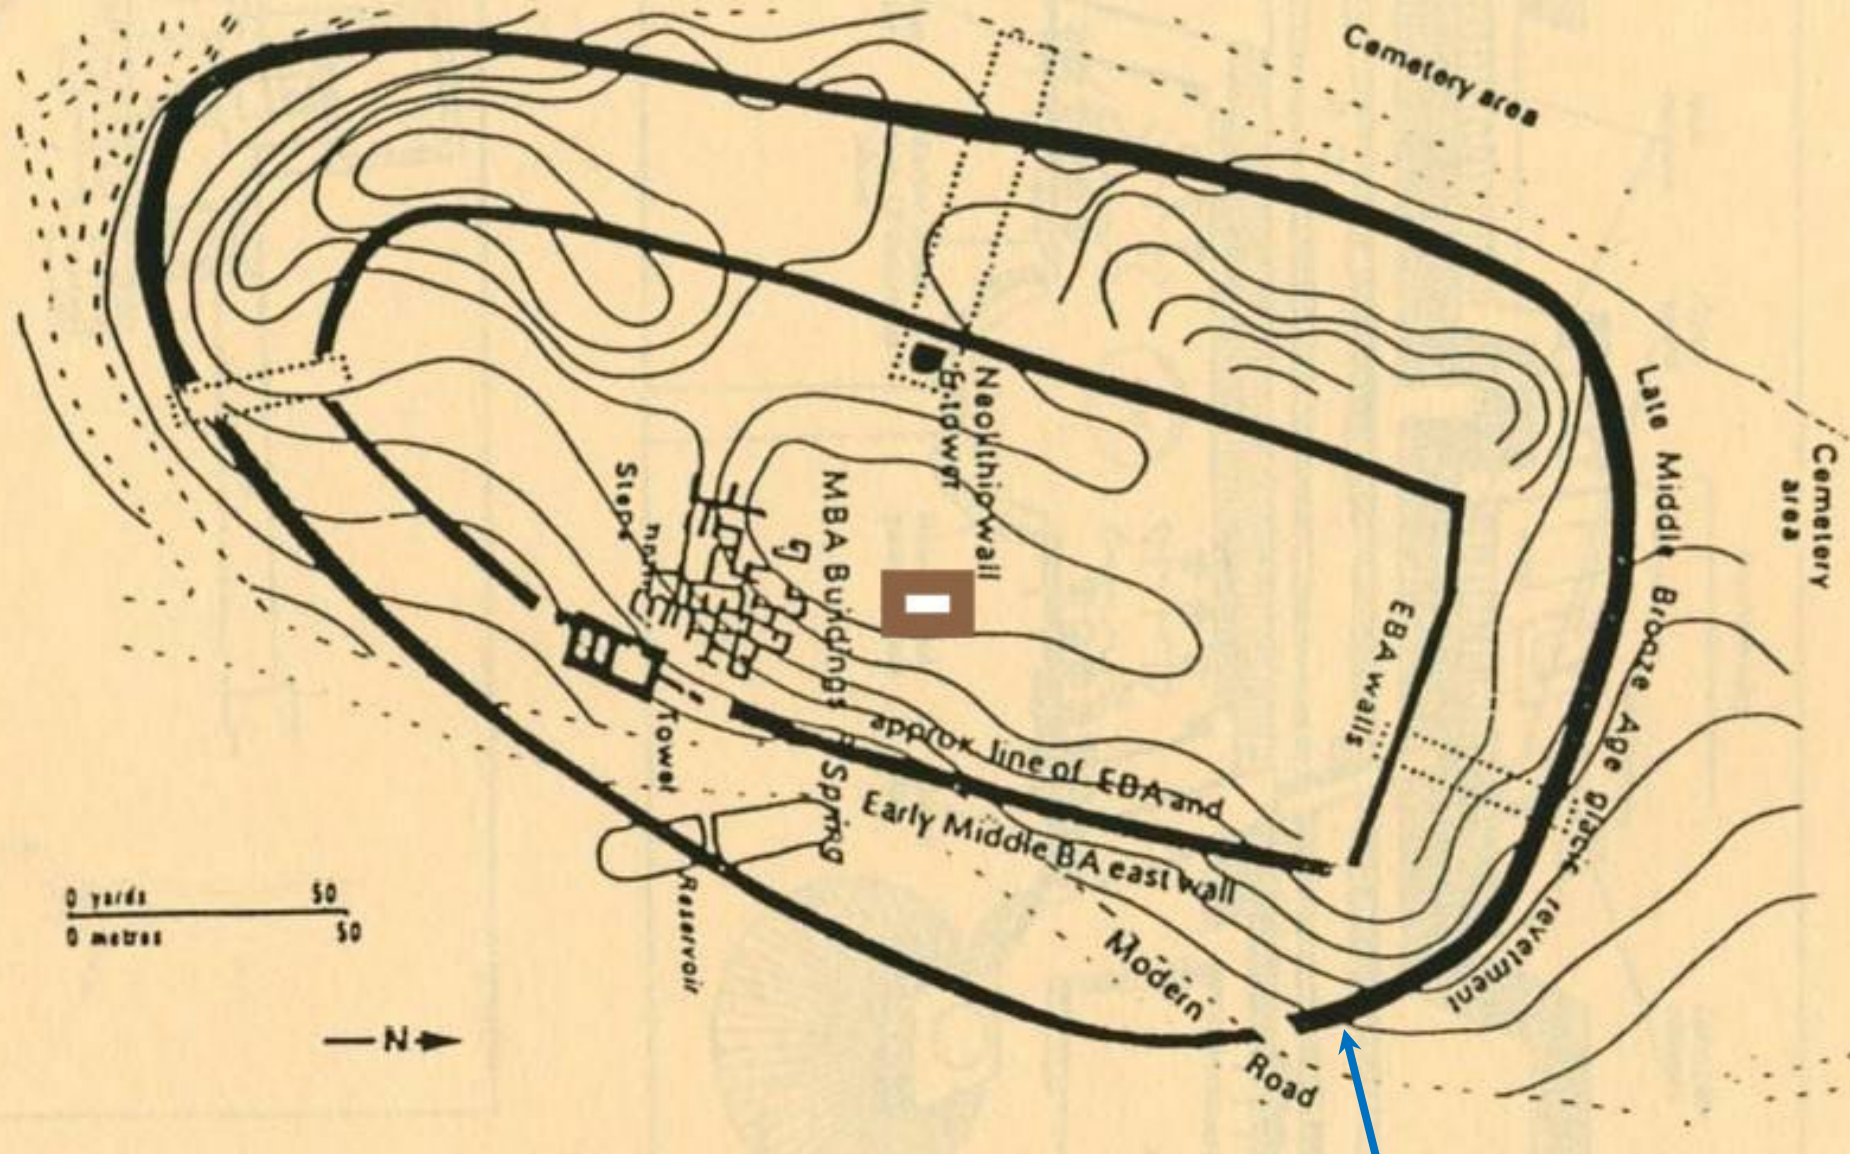 Cemetery area
Late Middle Bronze Age glacis revetment
Cemetery
area
Neolithic wall
& tower
MBA Buildings
Steps
EBA walls
approx line of EBA and
Early Middle BA east wall
Tower
Spring
Reservoir
Modern
Road
0 yards 50
0 metres 50
N